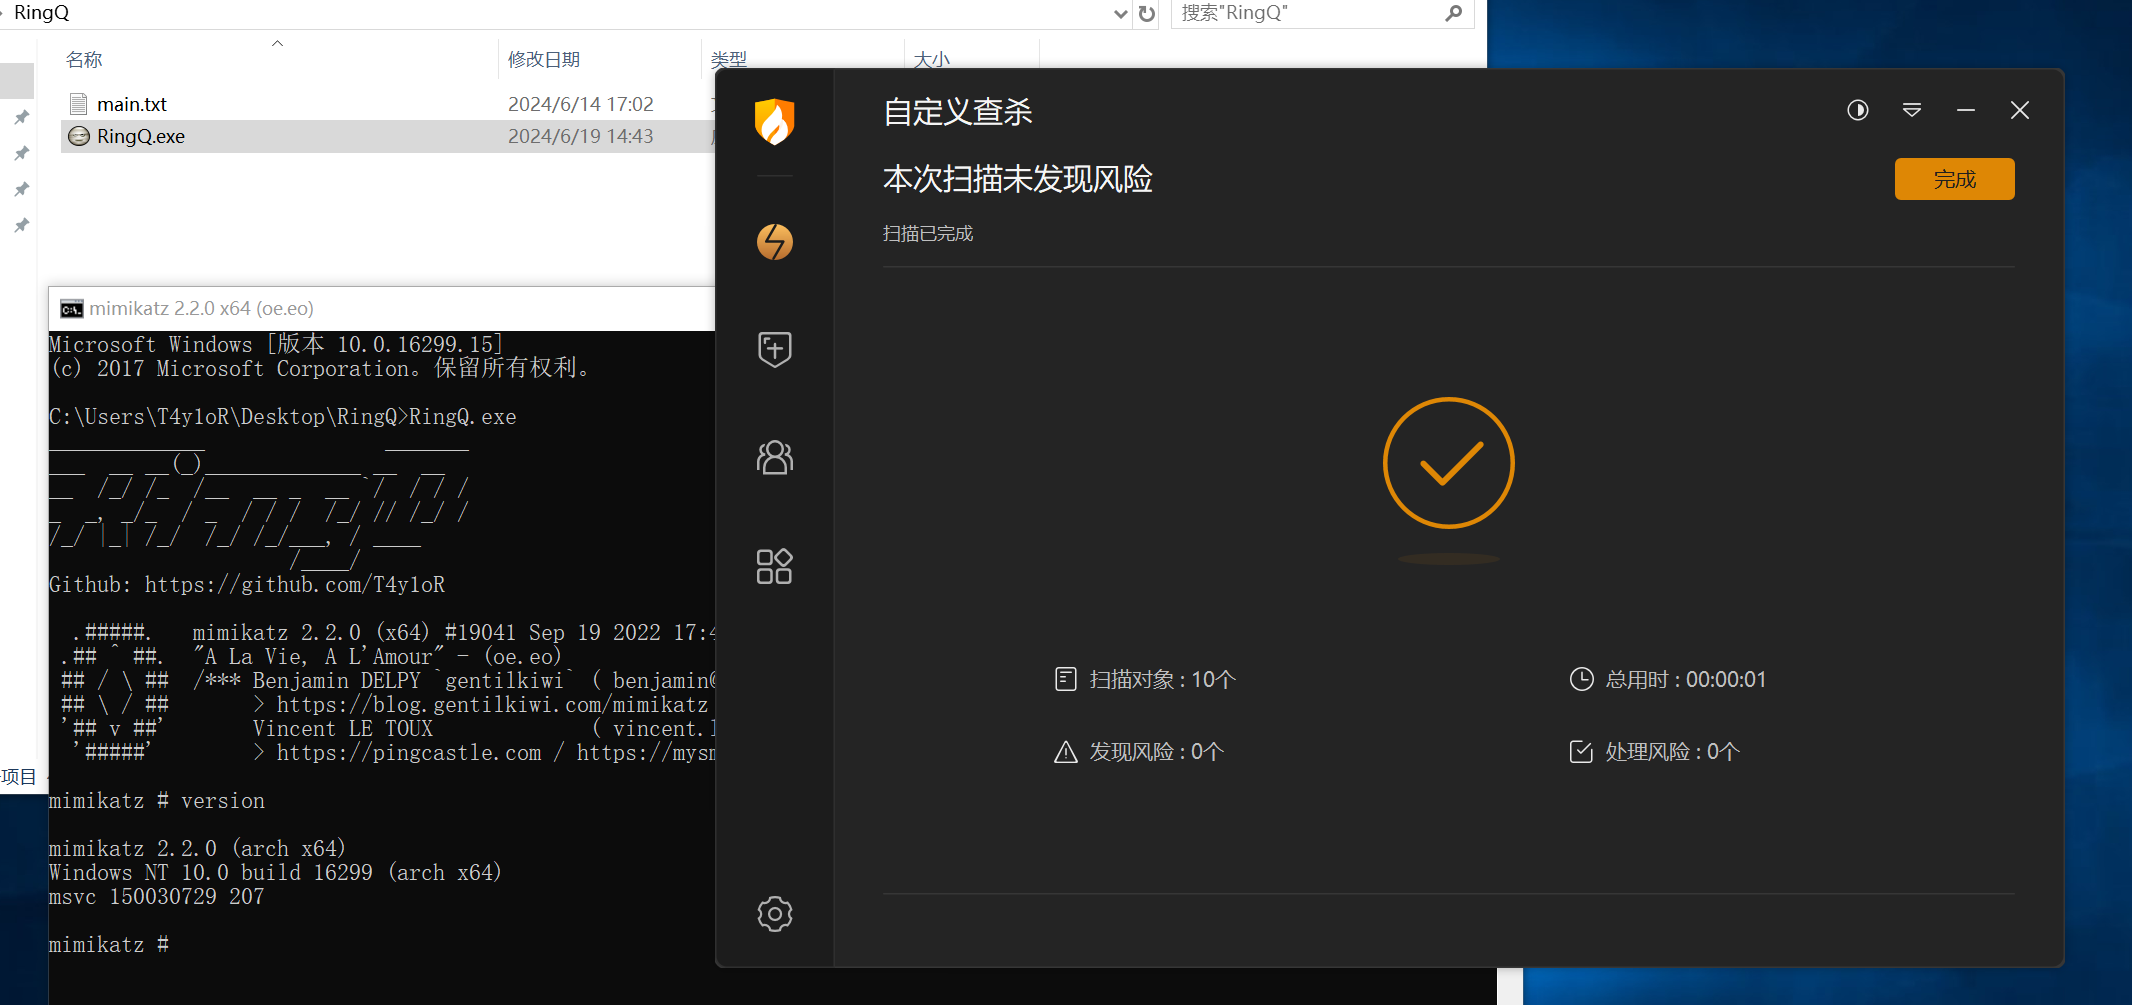 RingQ
搜索"RingQ"
名称
修改日期
类型
大小
main.txt
2024/6/14 17:02
RingQ.exe
2024/6/19 14:43
项目
mimikatz 2.2.0 x64 (oe.eo)
Microsoft Windows [版本 10.0.16299.15]
(c) 2017 Microsoft Corporation。保留所有权利。
C:\Users\T4y1oR\Desktop\RingQ>RingQ.exe
Github: https://github.com/T4y1oR
.#####.   mimikatz 2.2.0 (x64) #19041 Sep 19 2022 17:4
.## ^ ##.  "A La Vie, A L'Amour" - (oe.eo)
## / \ ##  /*** Benjamin DELPY `gentilkiwi` ( benjamin@
## \ / ##       > https://blog.gentilkiwi.com/mimikatz
'## v ##'       Vincent LE TOUX             ( vincent.l
'#####'        > https://pingcastle.com / https://mysm
mimikatz # version
mimikatz 2.2.0 (arch x64)
Windows NT 10.0 build 16299 (arch x64)
msvc 150030729 207
mimikatz #
自定义查杀
本次扫描未发现风险
完成
扫描已完成
扫描对象 : 10个
总用时 : 00:00:01
发现风险 : 0个
处理风险 : 0个